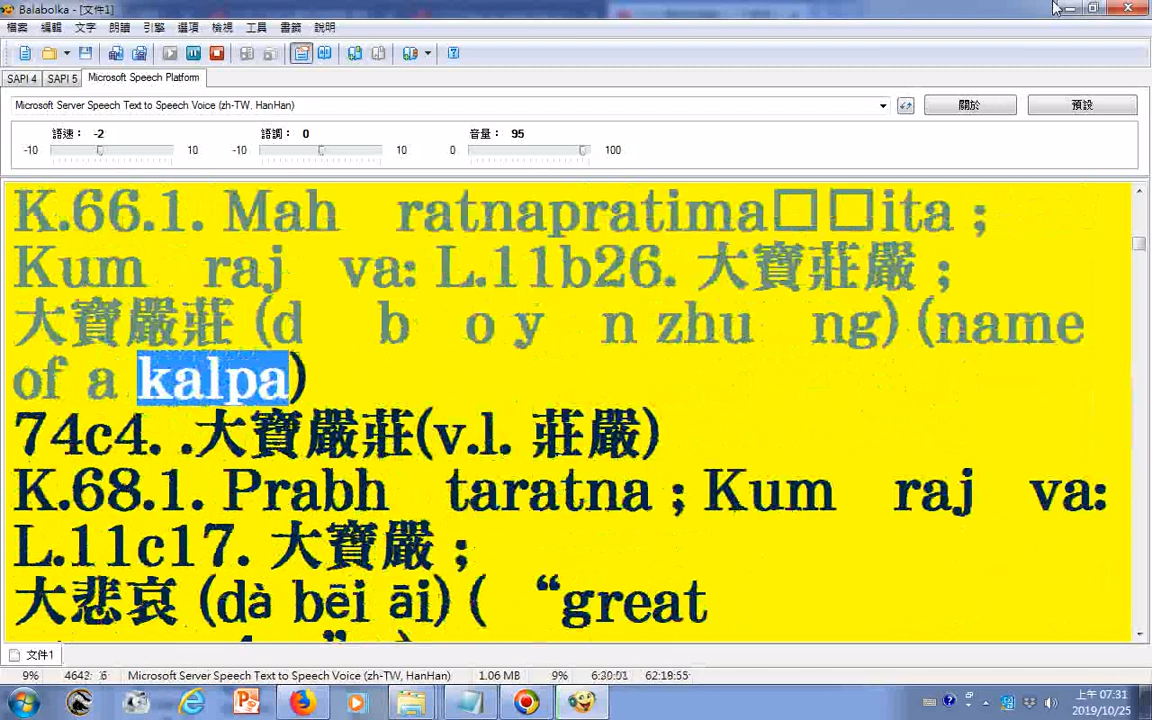 Balabolka - [文件1]
檔案 編輯 文字 朗讀 引擎 選項 檢視 工具 書籤 說明
SAPI 4 SAPI 5 Microsoft Speech Platform
Microsoft Server Speech Text to Speech Voice (zh-TW, HanHan) 關於 預設
語速： -2 語調： 0 音量： 95
-10 10 -10 10 0 100
K.66.1. Mah ratnapratima□□ita ;
Kum raj va: L.11b26. 大寶莊嚴 ;
大寶嚴莊 (d b o y n zhu ng) (name
of a kalpa)
74c4. .大寶嚴莊(v.l. 莊嚴)
K.68.1. Prabh taratna ; Kum raj va:
L.11c17. 大寶嚴 ;
大悲哀 (dà bēi āi) ( “great
文件1
9% Microsoft Server Speech Text to Speech Voice (zh-TW, HanHan) 1.06 MB 9% 6:30:01 62:18:55
上午 07:31
2019/10/25